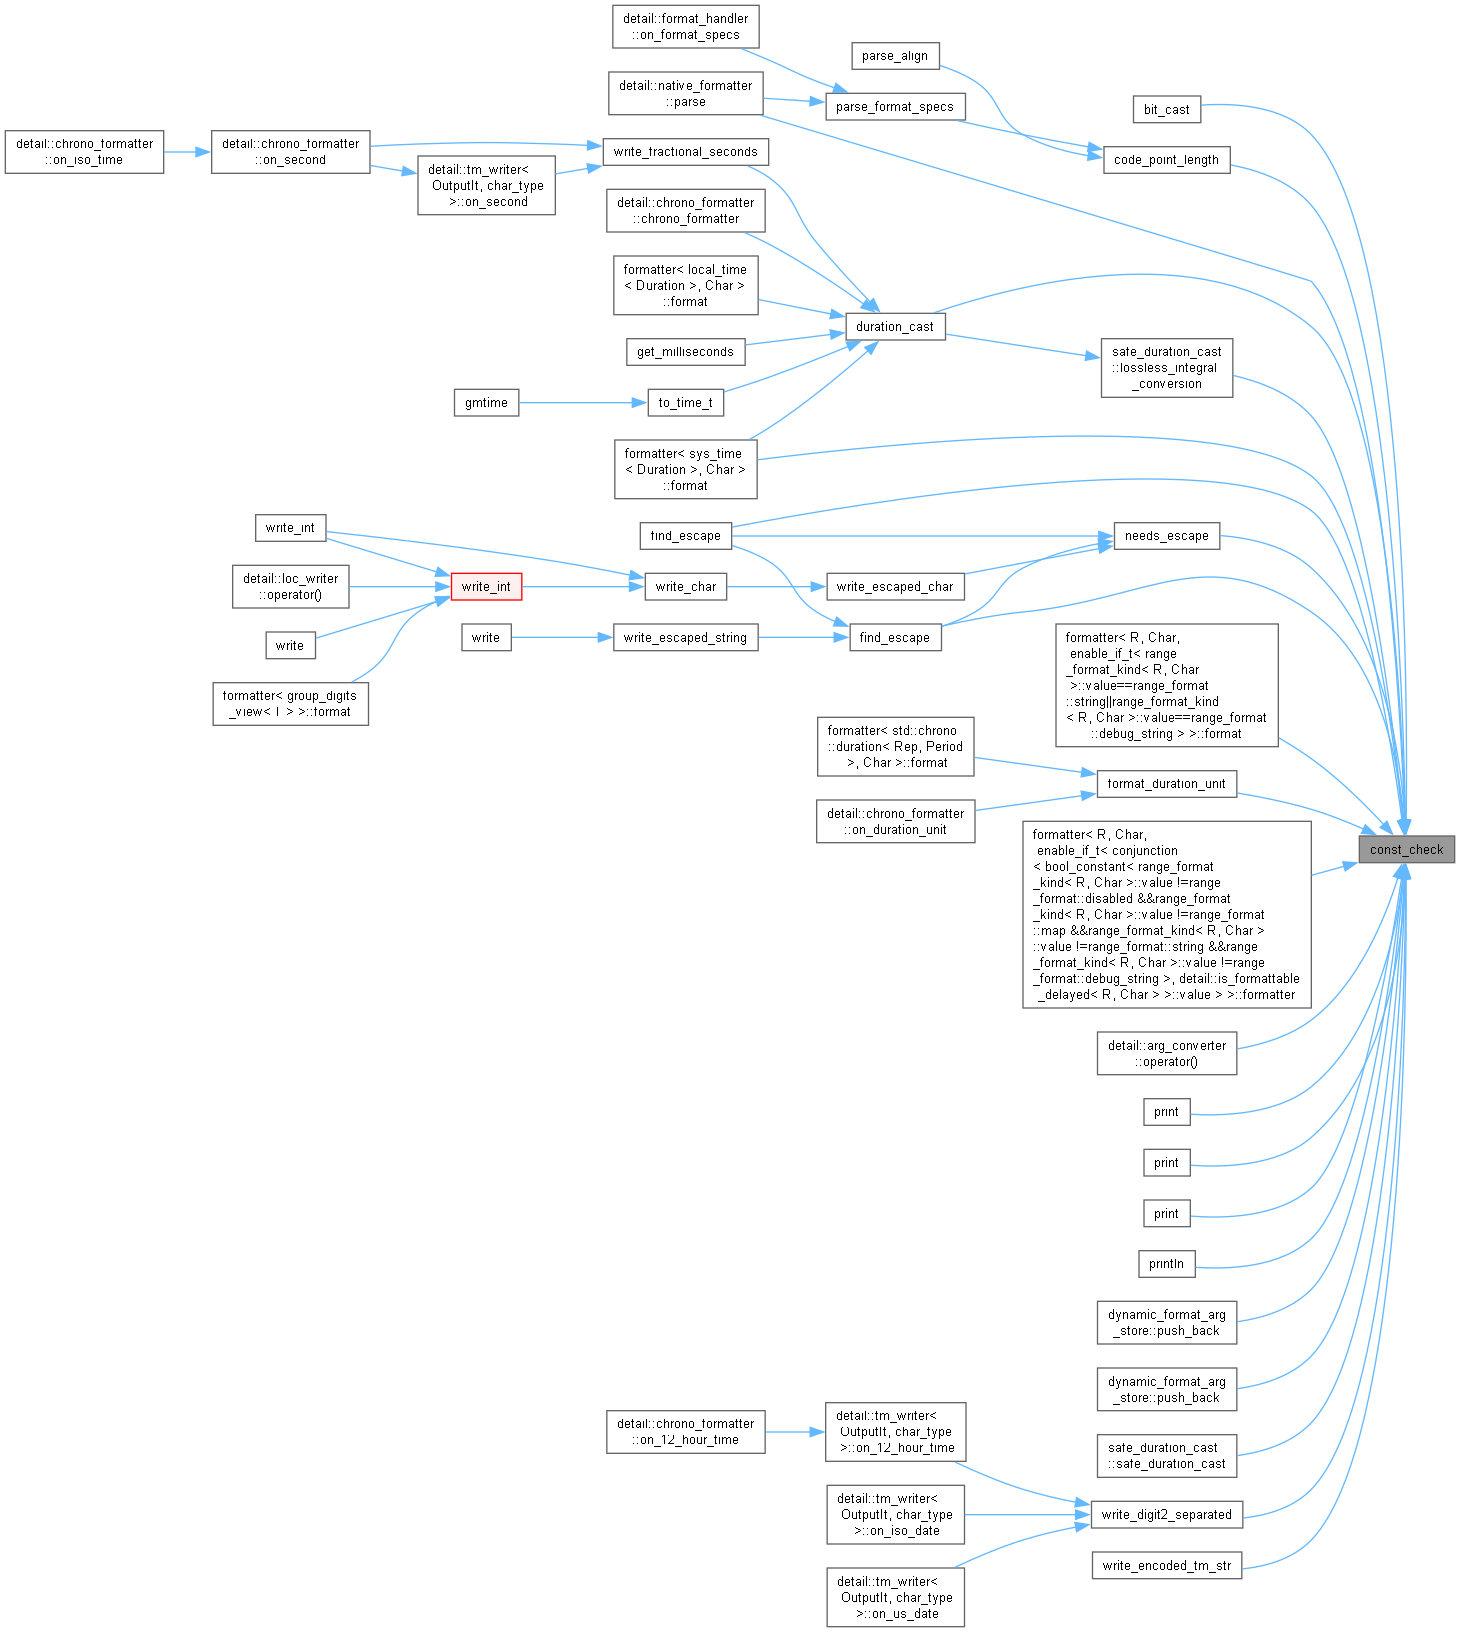 detail::format_handler
::on_format_specs
parse_align
detail::native_formatter
::parse
parse_format_specs
bit_cast
detail::chrono_formatter
::on_iso_time
detail::chrono_formatter
::on_second
write_fractional_seconds
code_point_length
detail::tm_writer<
OutputIt, char_type
>::on_second
detail::chrono_formatter
::chrono_formatter
formatter< local_time
< Duration >, Char >
::format
duration_cast
get_milliseconds
safe_duration_cast
::lossless_integral
_conversion
gmtime
to_time_t
formatter< sys_time
< Duration >, Char >
::format
write_int
find_escape
needs_escape
detail::loc_writer
::operator()
write_int
write_char
write_escaped_char
write
write
write_escaped_string
find_escape
formatter< group_digits
_view< T > >::format
formatter< R, Char,
enable_if_t< range
_format_kind< R, Char
>::value==range_format
::string||range_format_kind
< R, Char >::value==range_format
::debug_string > >::format
formatter< std::chrono
::duration< Rep, Period
>, Char >::format
format_duration_unit
detail::chrono_formatter
::on_duration_unit
const_check
formatter< R, Char,
enable_if_t< conjunction
< bool_constant< range_format
_kind< R, Char >::value !=range
_format::disabled &&range_format
_kind< R, Char >::value !=range_format
::map &&range_format_kind< R, Char >
::value !=range_format::string &&range
_format_kind< R, Char >::value !=range
_format::debug_string >, detail::is_formattable
_delayed< R, Char > >::value > >::formatter
detail::arg_converter
::operator()
print
print
print
println
dynamic_format_arg
_store::push_back
dynamic_format_arg
_store::push_back
safe_duration_cast
::safe_duration_cast
detail::chrono_formatter
::on_12_hour_time
detail::tm_writer<
OutputIt, char_type
>::on_12_hour_time
detail::tm_writer<
OutputIt, char_type
>::on_iso_date
write_digit2_separated
write_encoded_tm_str
detail::tm_writer<
OutputIt, char_type
>::on_us_date